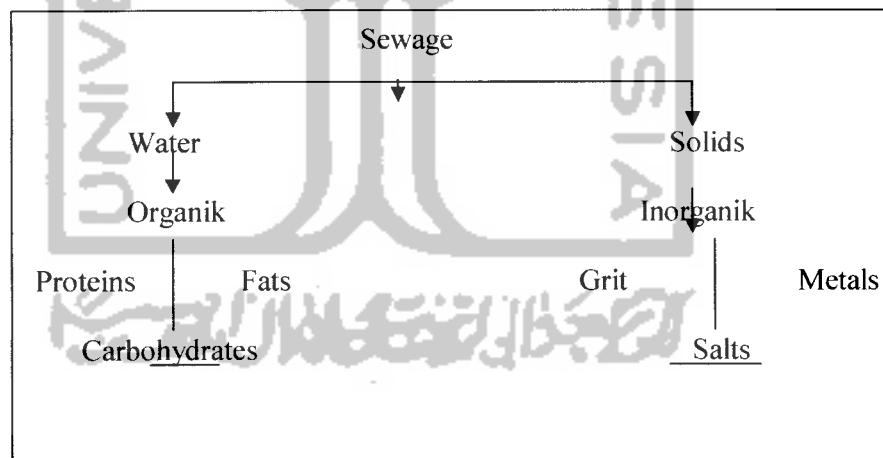 Sewage
Water Solids
Organik Inorganik
Proteins Fats Grit Metals
Carbohydrates Salts